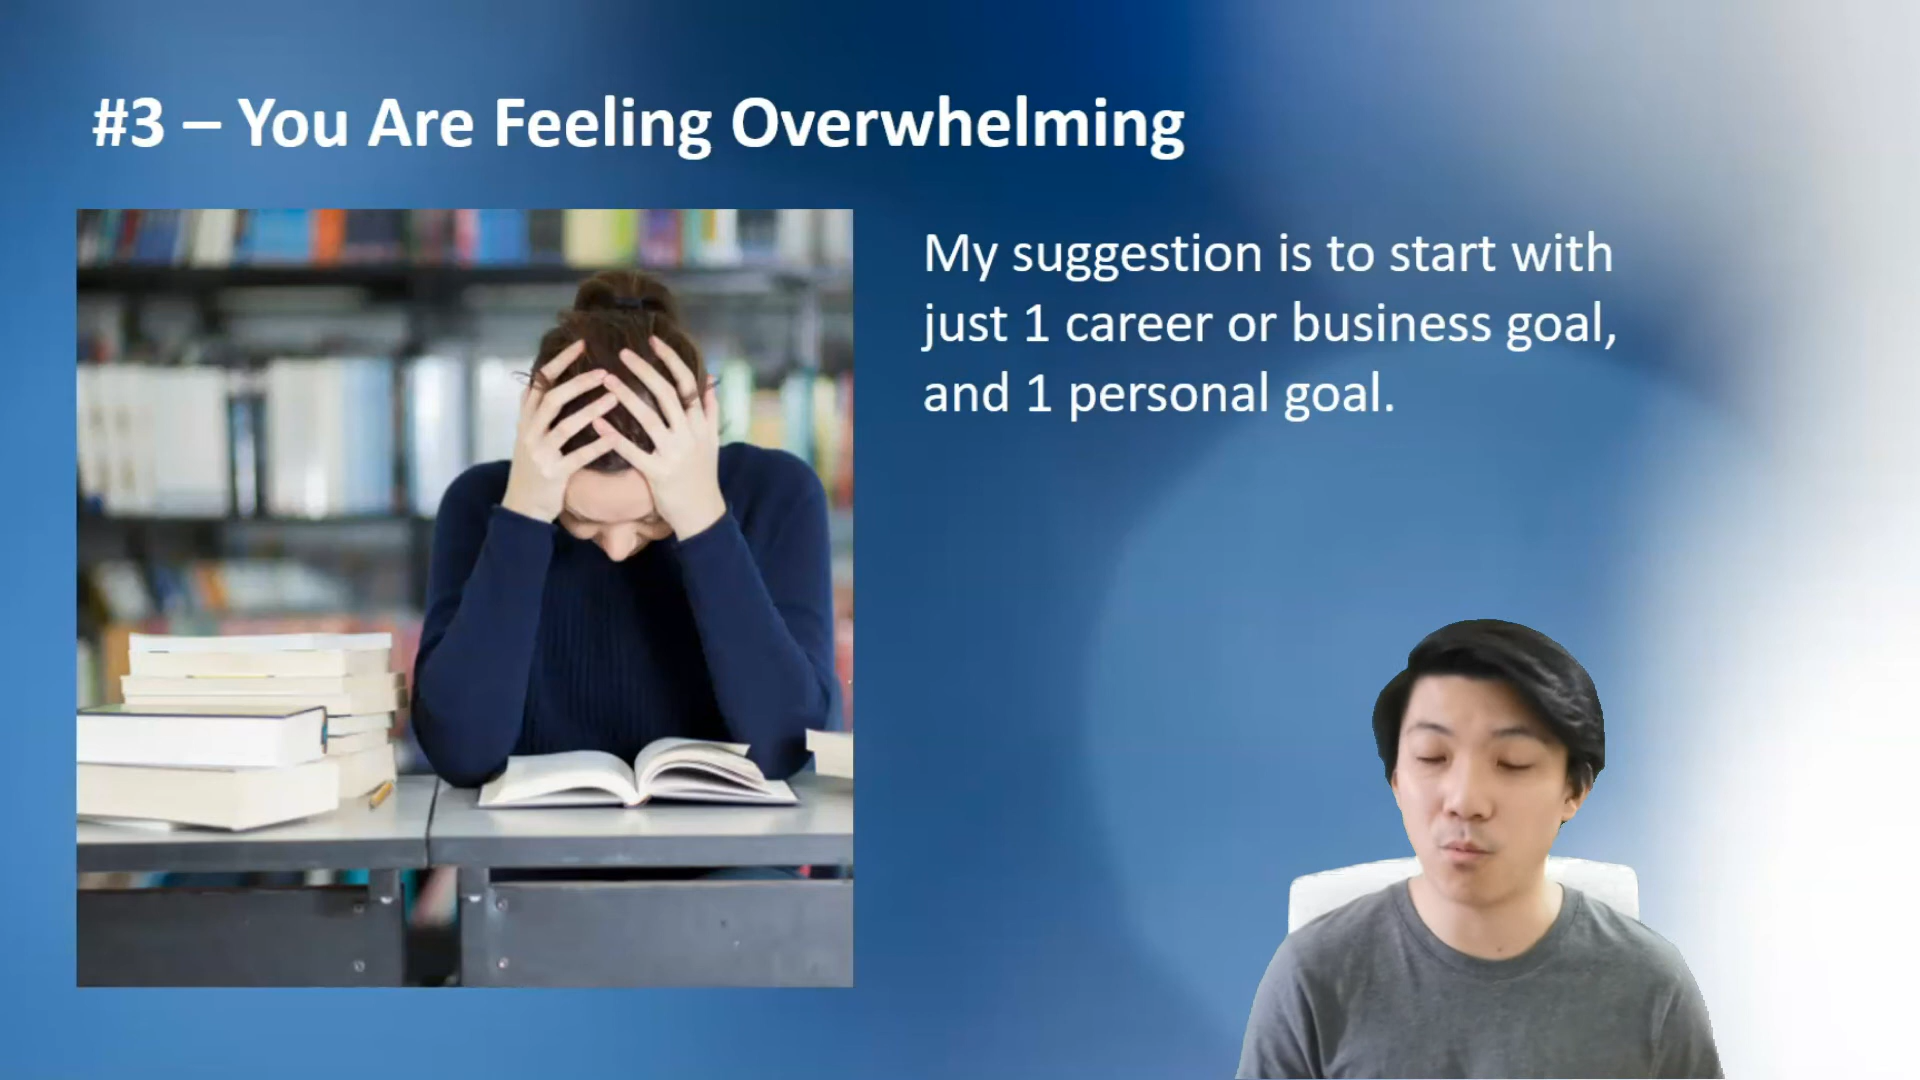 #3 – You Are Feeling Overwhelming
My suggestion is to start with
just 1 career or business goal,
and 1 personal goal.